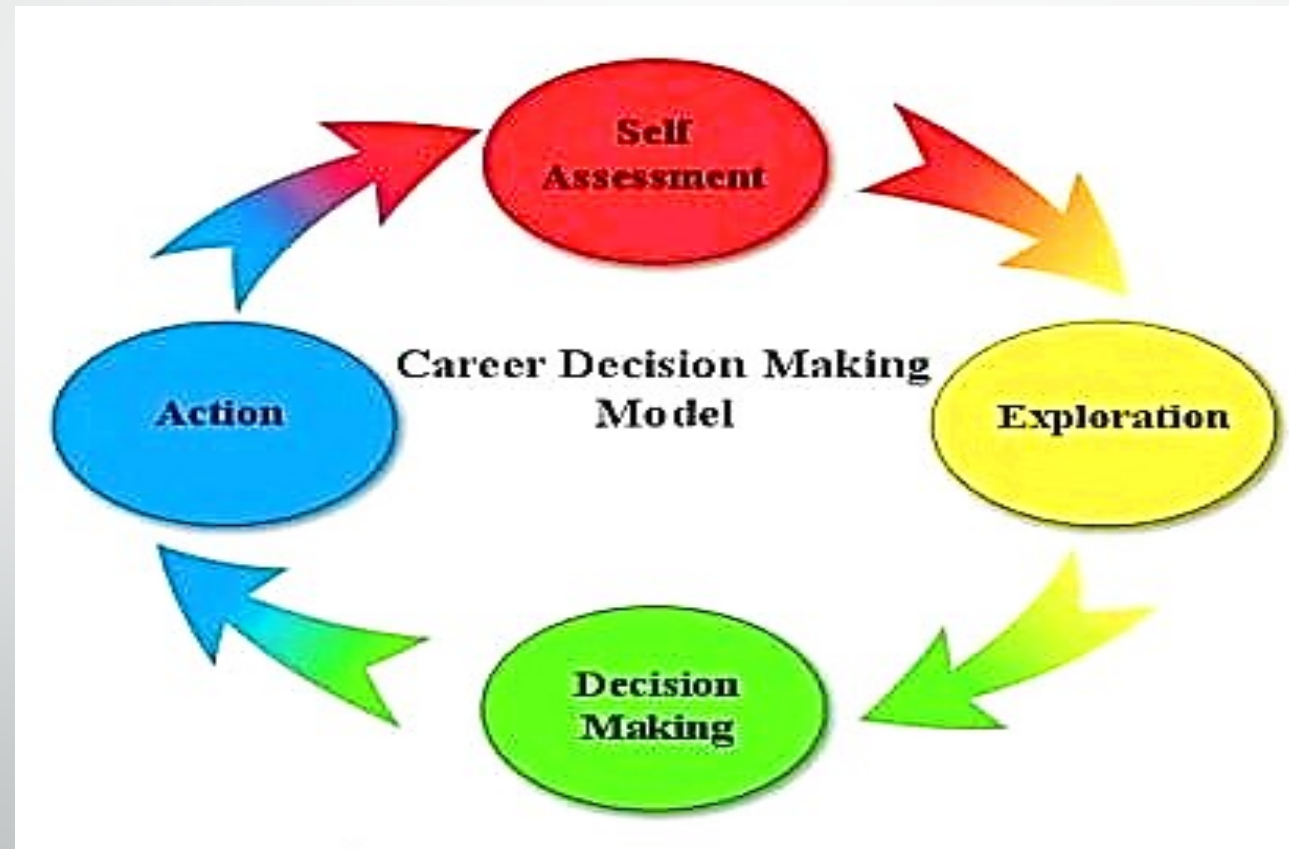 Self
Assessment
Career Decision Making
Model
Action
Exploration
Decision
Making